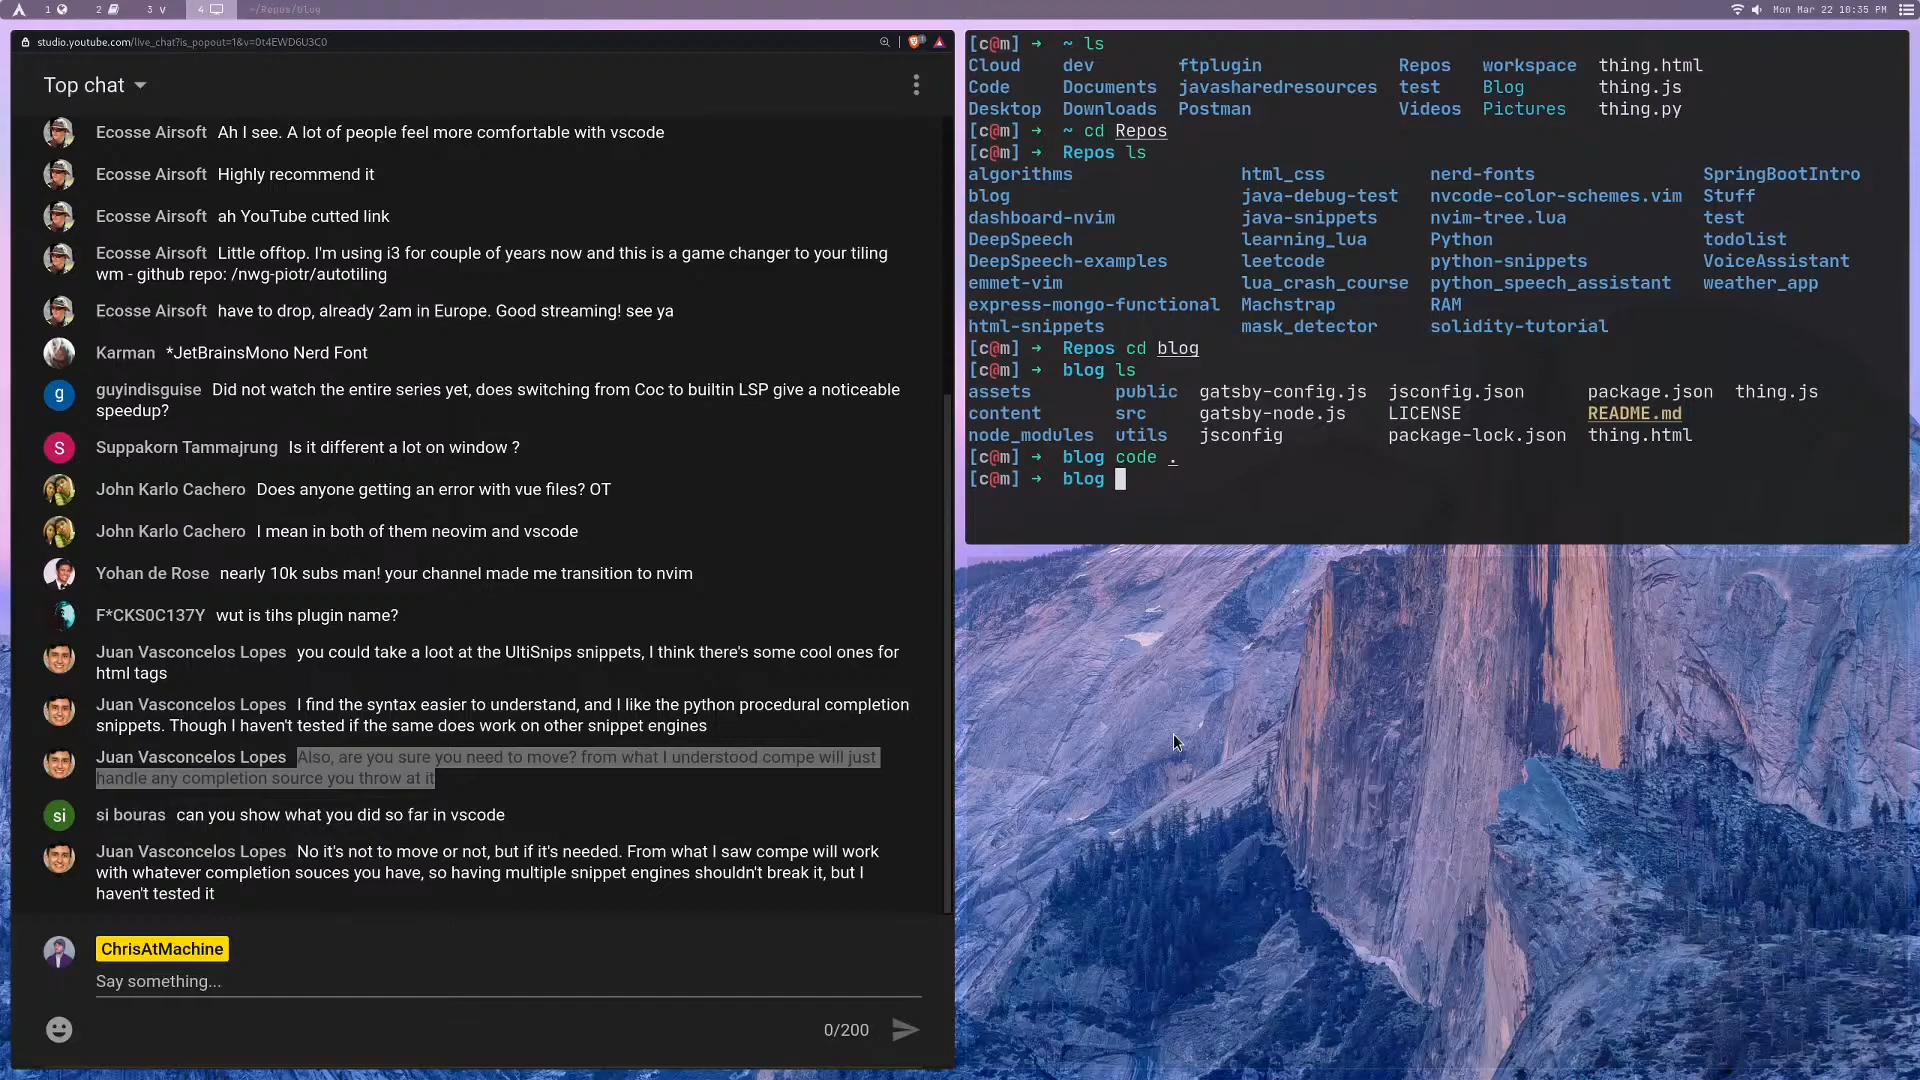 1 2 3 v 4 ~/Repos/blog Mon Mar 22 10:35 PM
studio.youtube.com/live_chat?is_popout=1&v=0t4EWD6U3C0
Top chat
Ecosse Airsoft Ah I see. A lot of people feel more comfortable with vscode
Ecosse Airsoft Highly recommend it
Ecosse Airsoft ah YouTube cutted link
Ecosse Airsoft Little offtop. I'm using i3 for couple of years now and this is a game changer to your tiling
wm - github repo: /nwg-piotr/autotiling
Ecosse Airsoft have to drop, already 2am in Europe. Good streaming! see ya
Karman *JetBrainsMono Nerd Font
g guyindisguise Did not watch the entire series yet, does switching from Coc to builtin LSP give a noticeable
speedup?
S Suppakorn Tammajrung Is it different a lot on window ?
John Karlo Cachero Does anyone getting an error with vue files? OT
John Karlo Cachero I mean in both of them neovim and vscode
Yohan de Rose nearly 10k subs man! your channel made me transition to nvim
F*CKS0C137Y wut is tihs plugin name?
Juan Vasconcelos Lopes you could take a loot at the UltiSnips snippets, I think there's some cool ones for
html tags
Juan Vasconcelos Lopes I find the syntax easier to understand, and I like the python procedural completion
snippets. Though I haven't tested if the same does work on other snippet engines
Juan Vasconcelos Lopes Also, are you sure you need to move? from what I understood compe will just
handle any completion source you throw at it
si si bouras can you show what you did so far in vscode
Juan Vasconcelos Lopes No it's not to move or not, but if it's needed. From what I saw compe will work
with whatever completion souces you have, so having multiple snippet engines shouldn't break it, but I
haven't tested it
ChrisAtMachine
Say something...
0/200
[c@m] → ~ ls
Cloud dev ftplugin Repos workspace thing.html
Code Documents javasharedresources test Blog thing.js
Desktop Downloads Postman Videos Pictures thing.py
[c@m] → ~ cd Repos
[c@m] → Repos ls
algorithms html_css nerd-fonts SpringBootIntro
blog java-debug-test nvcode-color-schemes.vim Stuff
dashboard-nvim java-snippets nvim-tree.lua test
DeepSpeech learning_lua Python todolist
DeepSpeech-examples leetcode python-snippets VoiceAssistant
emmet-vim lua_crash_course python_speech_assistant weather_app
express-mongo-functional Machstrap RAM
html-snippets mask_detector solidity-tutorial
[c@m] → Repos cd blog
[c@m] → blog ls
assets public gatsby-config.js jsconfig.json package.json thing.js
content src gatsby-node.js LICENSE README.md
node_modules utils jsconfig package-lock.json thing.html
[c@m] → blog code .
[c@m] → blog